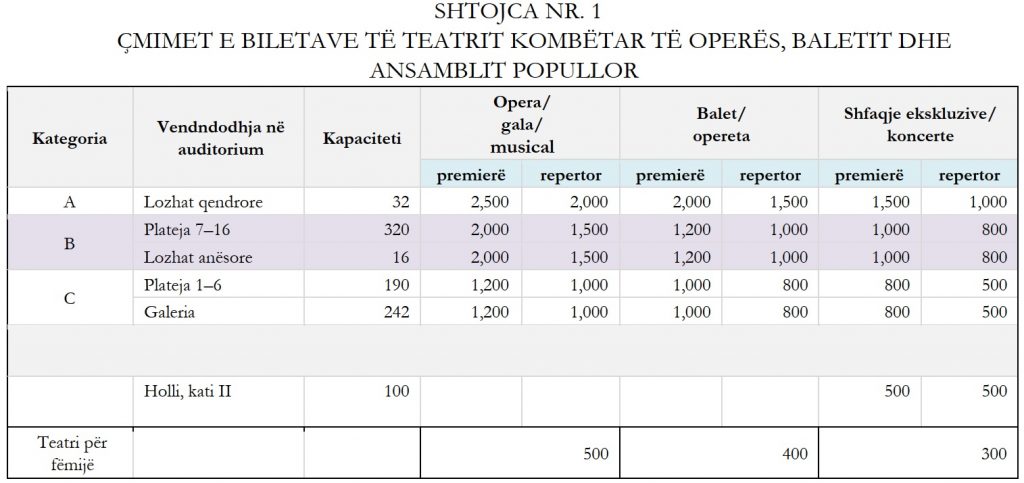 SHTOJCA NR. 1
ÇMIMET E BILETAVE TË TEATRIT KOMBËTAR TË OPERËS, BALETIT DHE
ANSAMBLIT POPULLOR
Kategoria Vendndodhja në auditorium Kapaciteti Opera/ gala/ musical Balet/ opereta Shfaqje ekskluzive/ koncerte
premierë repertor premierë repertor premierë repertor
A Lozhat qendrore 32 2,500 2,000 2,000 1,500 1,500 1,000
B Plateja 7–16 320 2,000 1,500 1,200 1,000 1,000 800
Lozhat anësore 16 2,000 1,500 1,200 1,000 1,000 800
C Plateja 1–6 190 1,200 1,000 1,000 800 800 500
Galeria 242 1,200 1,000 1,000 800 800 500
Holli, kati II 100 500 500
Teatri për fëmijë 500 400 300